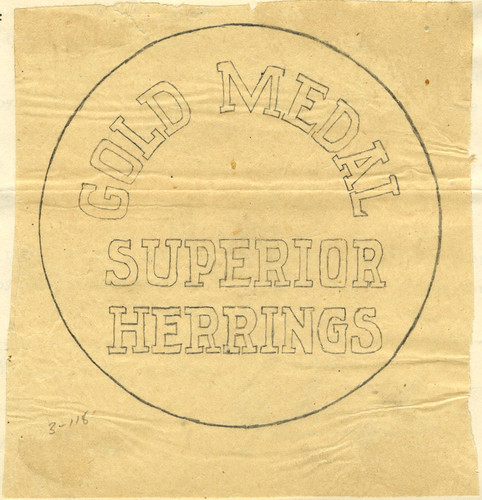 GOLD MEDAL
SUPERIOR
HERRINGS
3-118